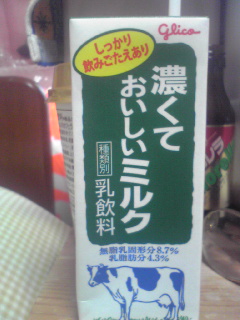 glico
しっかり
飲みごたえあり
濃くて
おいしいミルク
種類別
乳飲料
無脂乳固形分8.7%
乳脂肪分4.3%